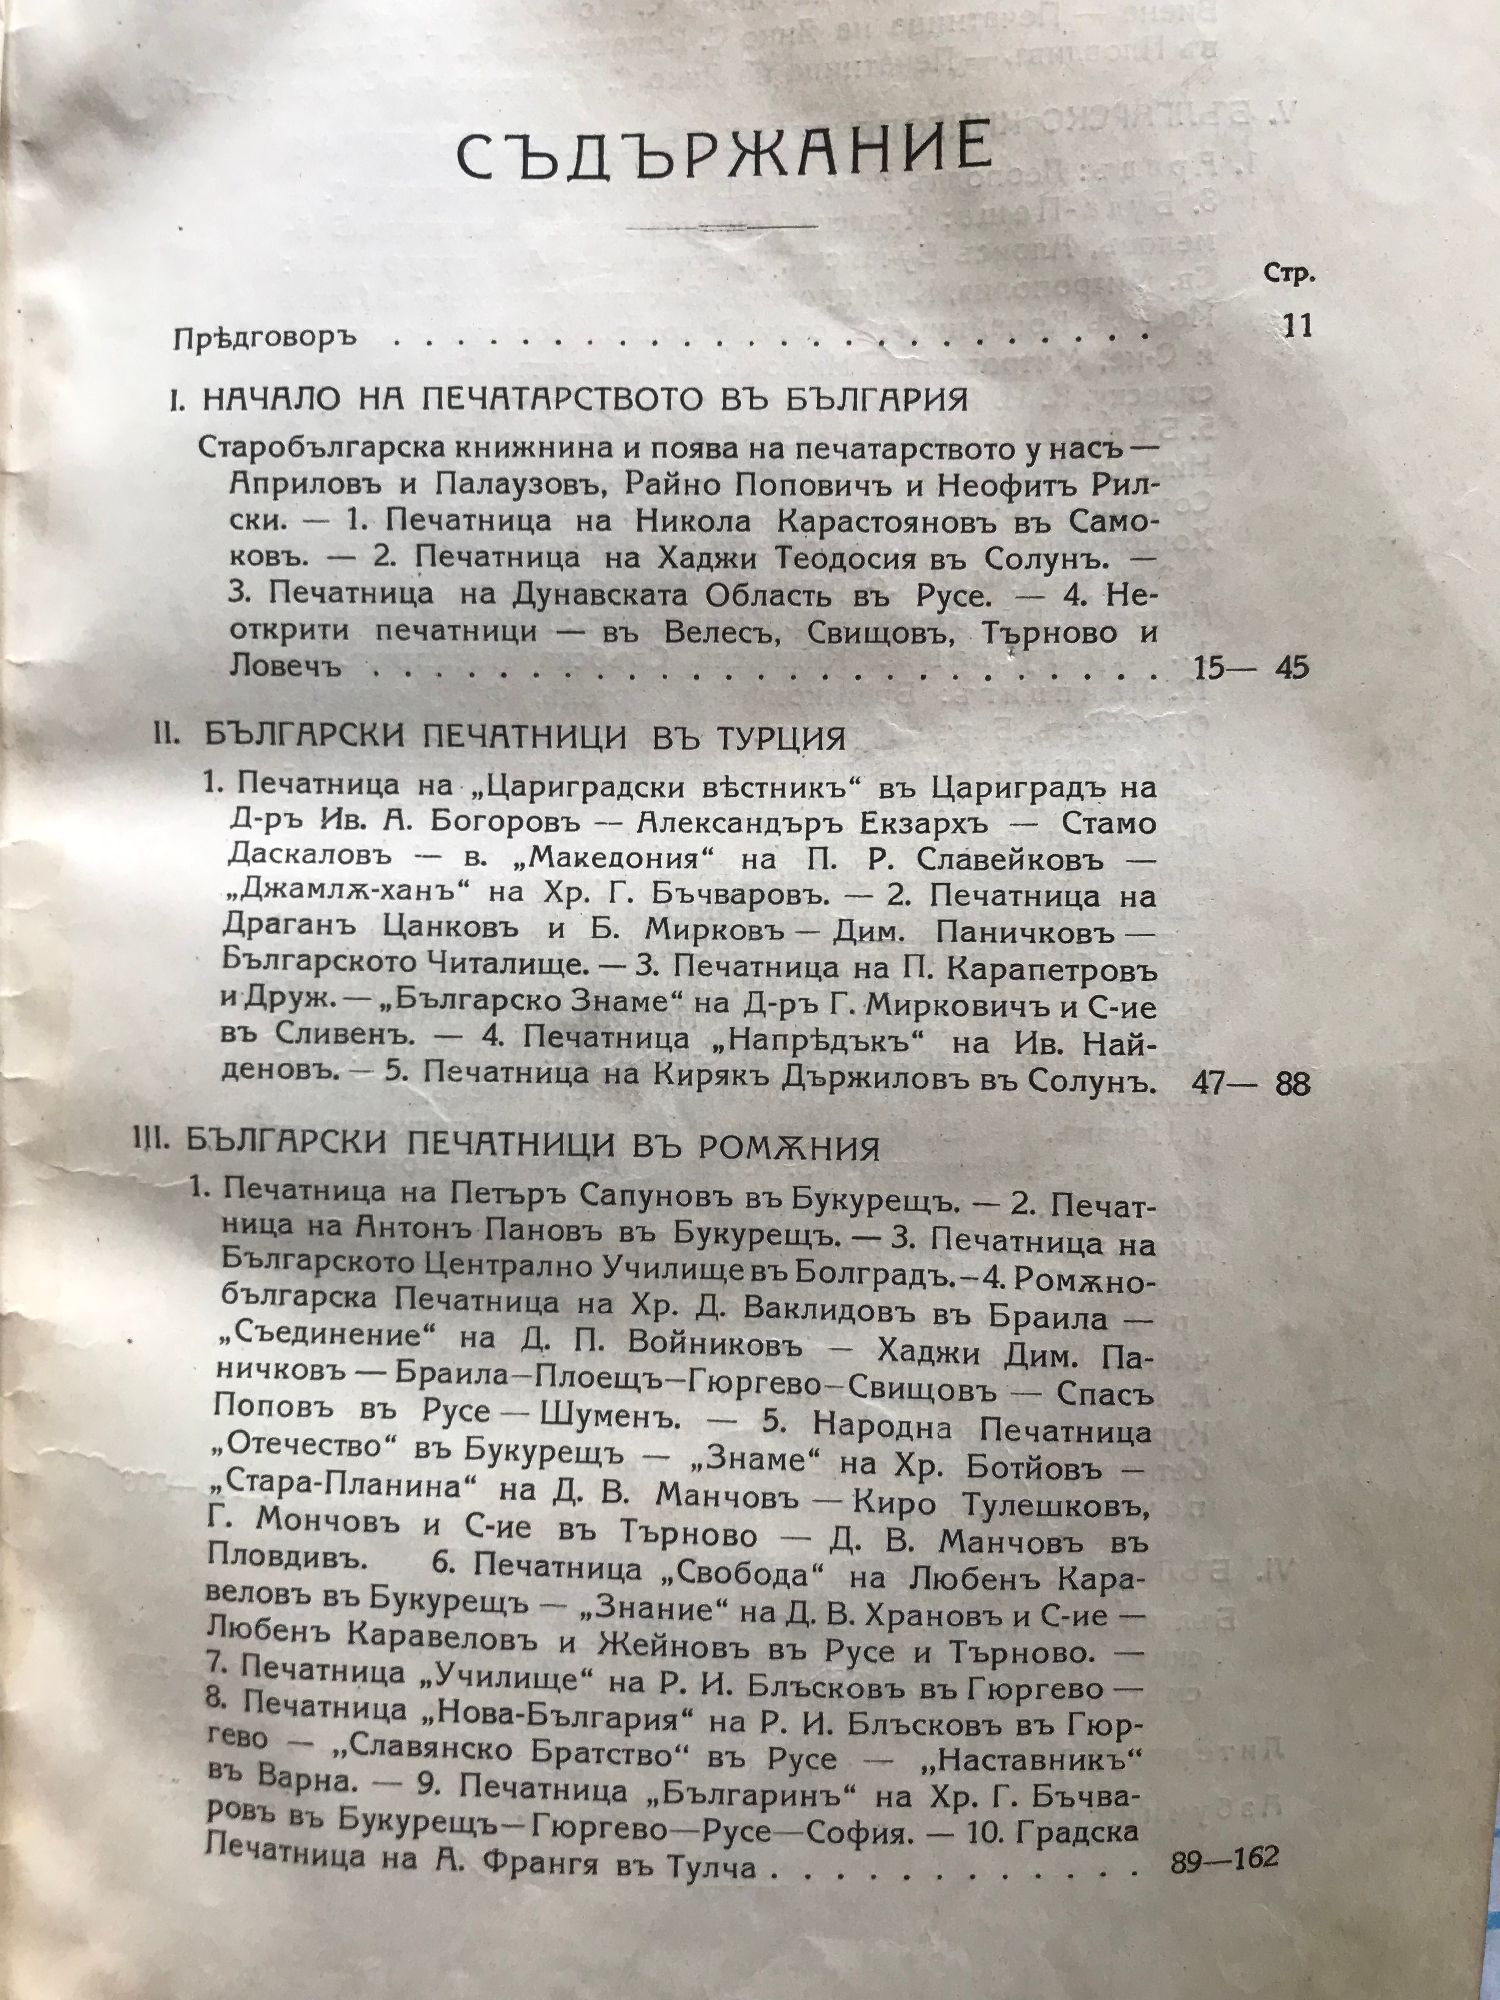 СЪДЪРЖАНИЕ
Стр.
Прѣдговоръ . . . . . . . . . . . . . . . . . . . . . . . . 11
I. НАЧАЛО НА ПЕЧАТАРСТВОТО ВЪ БЪЛГАРИЯ
Старобългарска книжнина и поява на печатарството у насъ —
Априловъ и Палаузовъ, Райно Поповичъ и Неофитъ Рил-
ски. — 1. Печатница на Никола Карастояновъ въ Само-
ковъ. — 2. Печатница на Хаджи Теодосия въ Солунъ. —
3. Печатница на Дунавската Область въ Русе. — 4. Не-
открити печатници — въ Велесъ, Свищовъ, Търново и
Ловечъ . . . . . . . . . . . . . . . . . . . . . . . . . 15— 45
II. БЪЛГАРСКИ ПЕЧАТНИЦИ ВЪ ТУРЦИЯ
1. Печатница на „Цариградски вѣстникъ“ въ Цариградъ на
Д-ръ Ив. А. Богоровъ — Александъръ Екзархъ — Стамо
Даскаловъ — в. „Македония“ на П. Р. Славейковъ —
„Джамлѫ-ханъ“ на Хр. Г. Бъчваровъ. — 2. Печатница на
Драганъ Цанковъ и Б. Мирковъ — Дим. Паничковъ —
Българското Читалище. — 3. Печатница на П. Карапетровъ
и Друж. — „Българско Знаме“ на Д-ръ Г. Мирковичъ и С-ие
въ Сливенъ. — 4. Печатница „Напрѣдъкъ“ на Ив. Най-
деновъ. — 5. Печатница на Кирякъ Държиловъ въ Солунъ. 47— 88
III. БЪЛГАРСКИ ПЕЧАТНИЦИ ВЪ РОМѪНИЯ
1. Печатница на Петъръ Сапуновъ въ Букурещъ. — 2. Печат-
ница на Антонъ Пановъ въ Букурещъ. — 3. Печатница на
Българското Централно Училище въ Болградъ. — 4. Ромѫно-
българска Печатница на Хр. Д. Ваклидовъ въ Браила —
„Съединение“ на Д. П. Войниковъ — Хаджи Дим. Па-
ничковъ — Браила—Плоещъ—Гюргево—Свищовъ — Спасъ
Поповъ въ Русе — Шуменъ. — 5. Народна Печатница
„Отечество“ въ Букурещъ — „Знаме“ на Хр. Ботйовъ —
„Стара-Планина“ на Д. В. Манчовъ — Киро Тулешковъ,
Г. Мончовъ и С-ие въ Търново — Д. В. Манчовъ въ
Пловдивъ. 6. Печатница „Свобода“ на Любенъ Кара-
веловъ въ Букурещъ — „Знание“ на Д. В. Храновъ и С-ие —
Любенъ Каравеловъ и Жейновъ въ Русе и Търново. —
7. Печатница „Училище“ на Р. И. Блъсковъ въ Гюргево —
8. Печатница „Нова-България“ на Р. И. Блъсковъ въ Гюр-
гево — „Славянско Братство“ въ Русе — „Наставникъ“
въ Варна. — 9. Печатница „Българинъ“ на Хр. Г. Бъчва-
ровъ въ Букурещъ—Гюргево—Русе—София. — 10. Градска
Печатница на А. Франгя въ Тулча . . . . . . . . . . . . 89—162